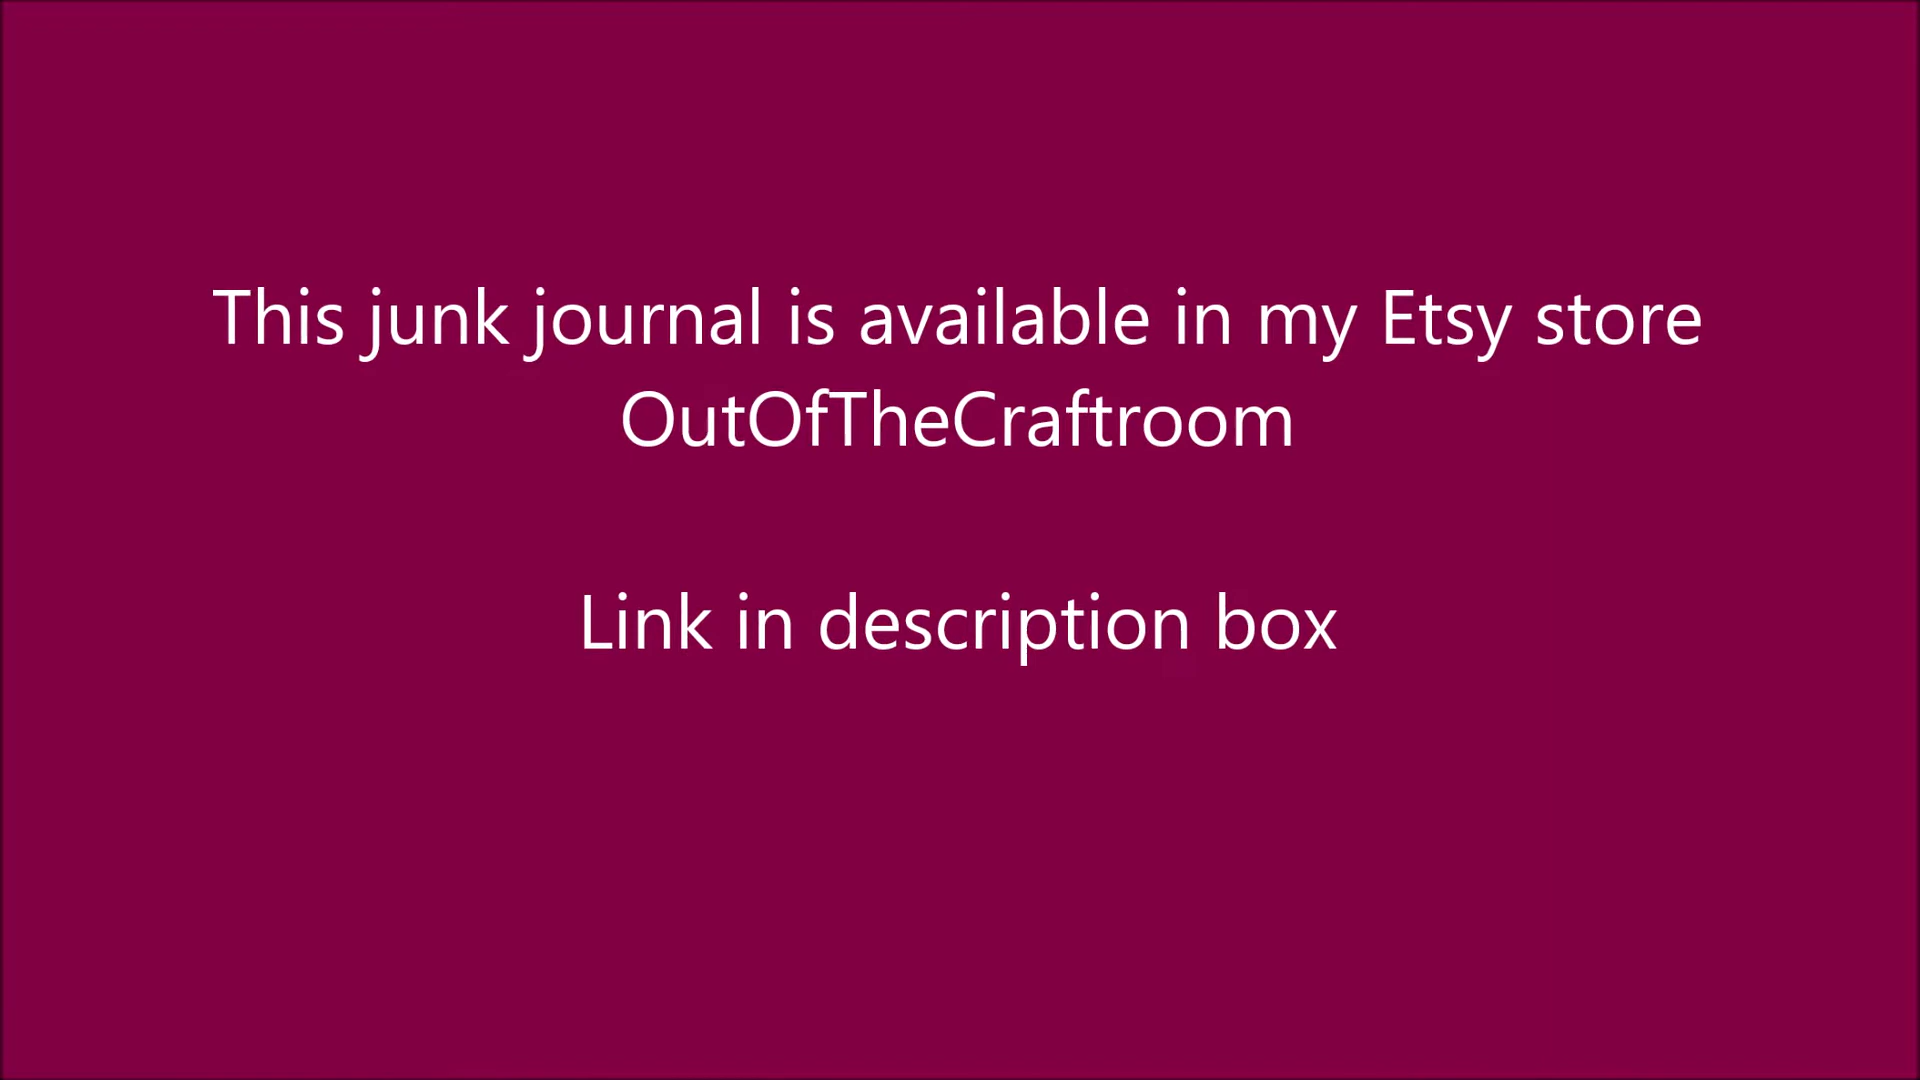 This junk journal is available in my Etsy store
OutOfTheCraftroom
Link in description box